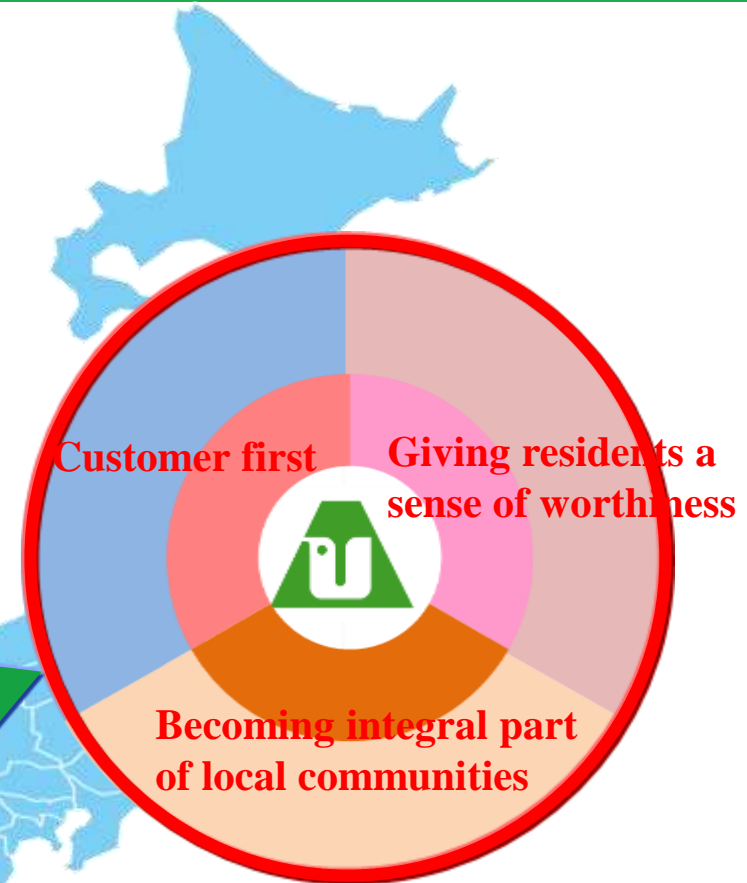 Customer first
Giving residents a
sense of worthiness
Becoming integral part
of local communities